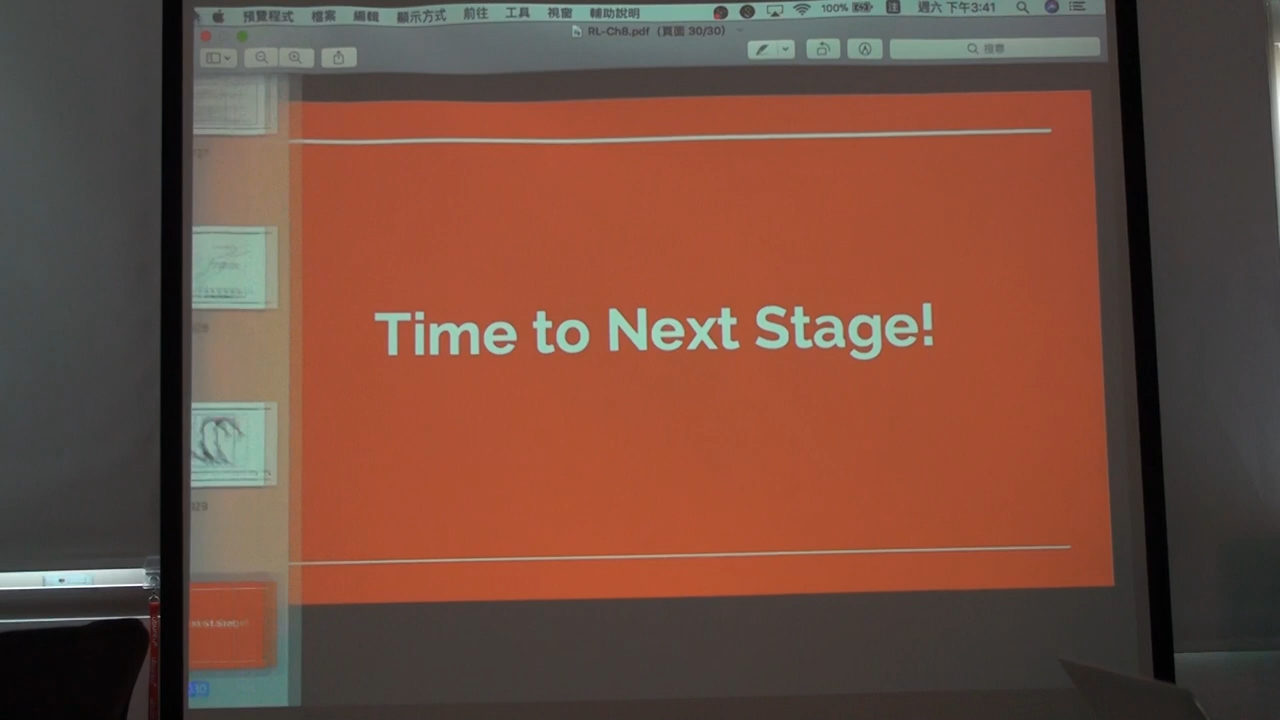 預覽程式 檔案 編輯 顯示方式 前往 工具 視窗 輔助說明 100% 週六 下午3:41
RL-Ch8.pdf（頁面 30/30）
搜尋
Time to Next Stage!
29
30